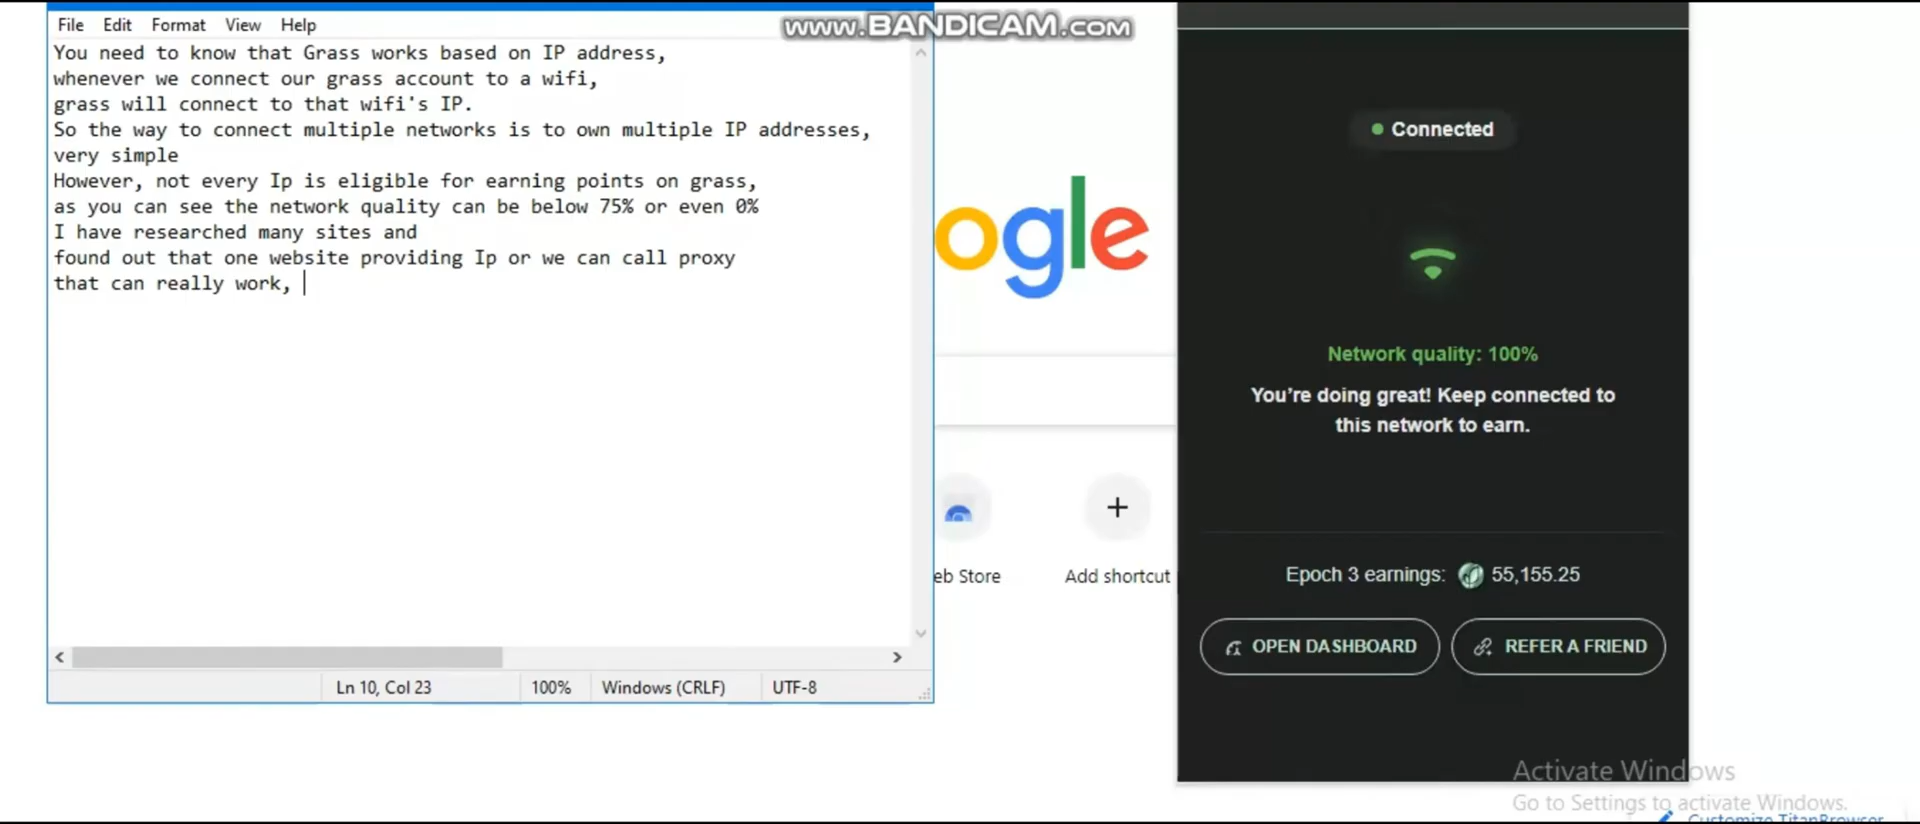 File Edit Format View Help
www.BANDICAM.com
You need to know that Grass works based on IP address,
whenever we connect our grass account to a wifi,
grass will connect to that wifi's IP.
So the way to connect multiple networks is to own multiple IP addresses,
very simple
However, not every Ip is eligible for earning points on grass,
as you can see the network quality can be below 75% or even 0%
I have researched many sites and
found out that one website providing Ip or we can call proxy
that can really work,
Ln 10, Col 23 100% Windows (CRLF) UTF-8
ogle
eb Store
Add shortcut
Connected
Network quality: 100%
You're doing great! Keep connected to
this network to earn.
Epoch 3 earnings: 55,155.25
OPEN DASHBOARD
REFER A FRIEND
Activate Windows
Go to Settings to activate Windows.
Customize TitanBrowser